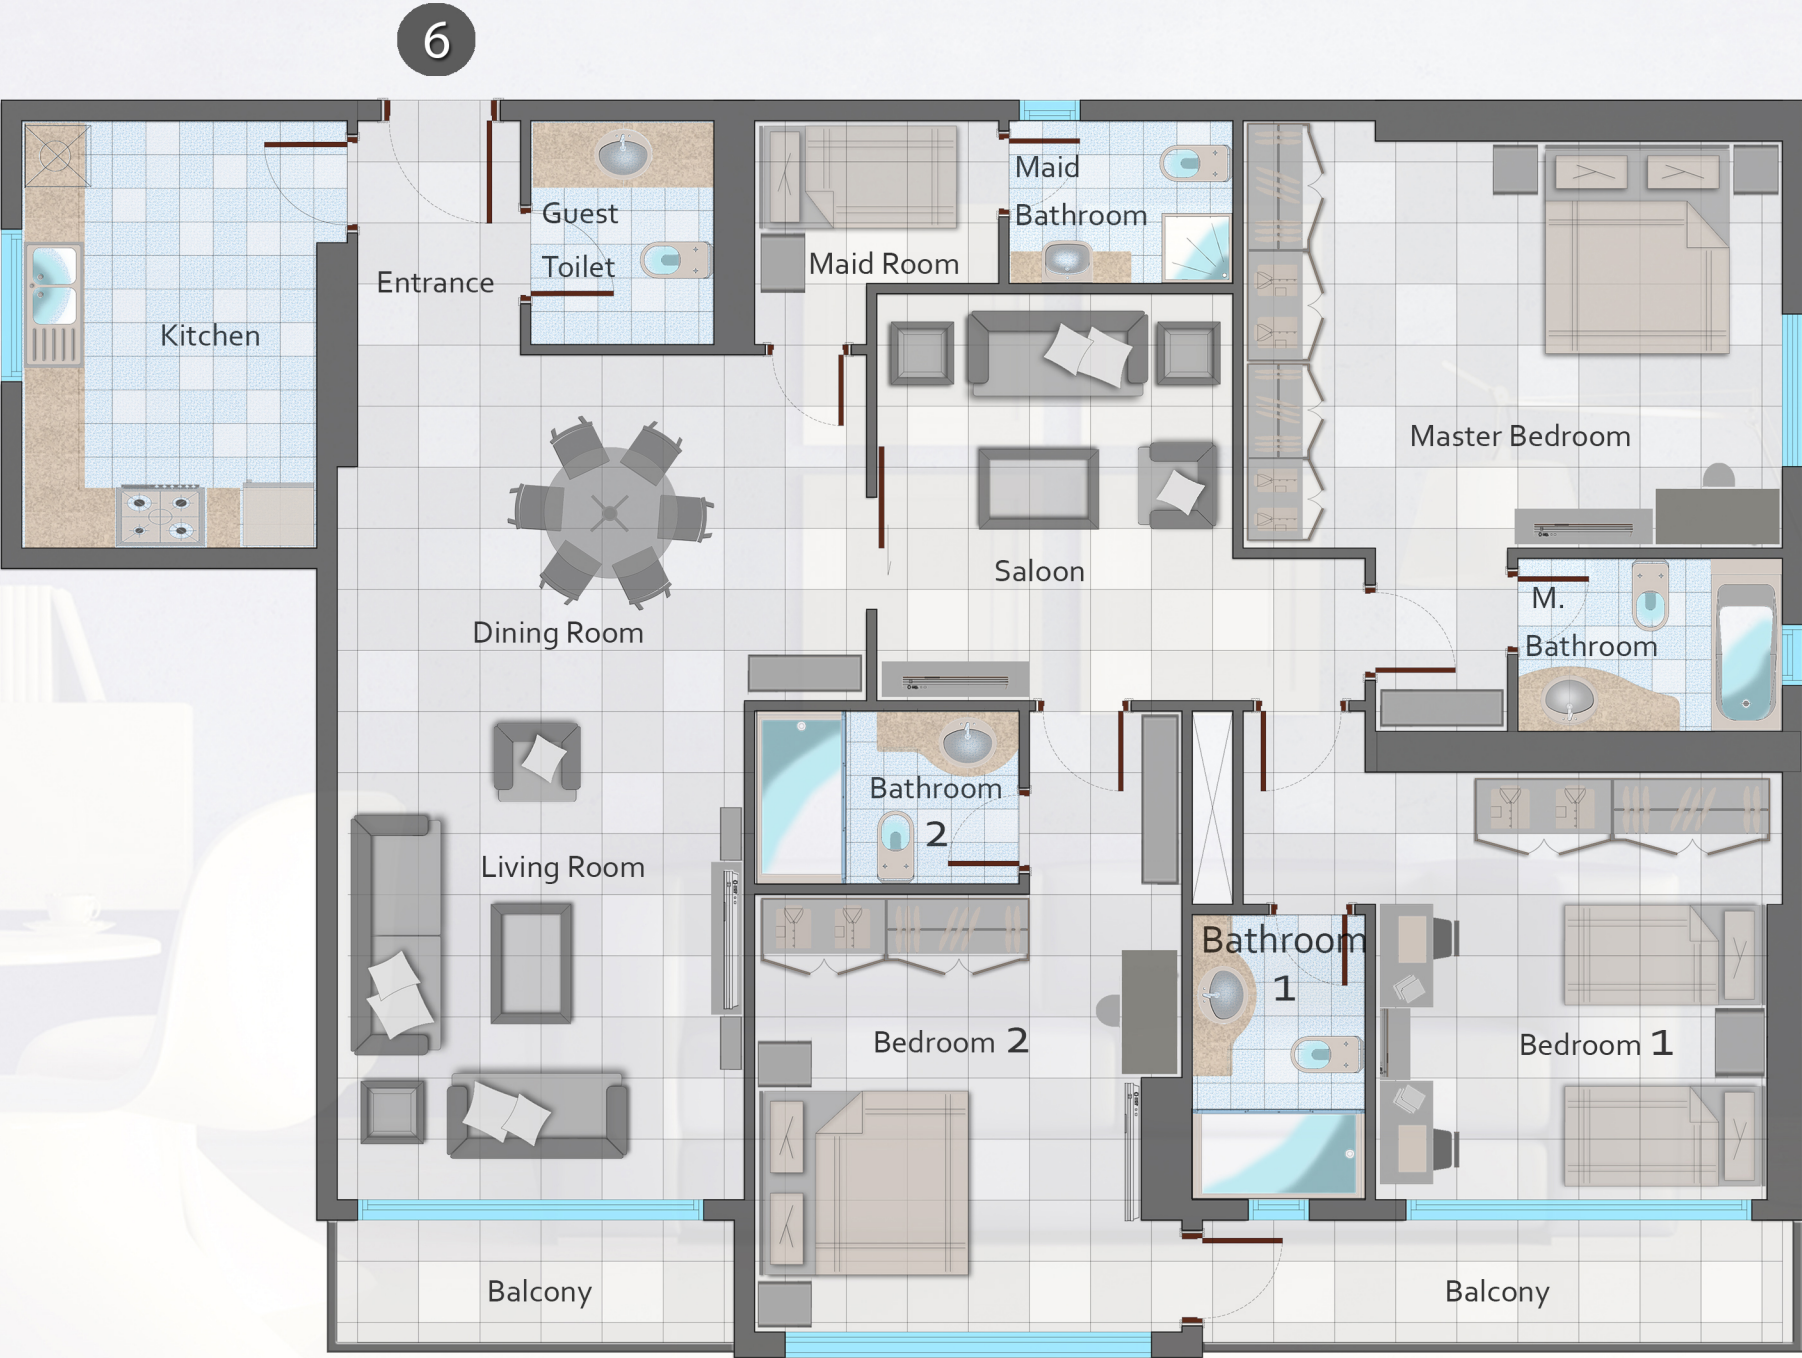 6
Guest
Toilet
Entrance
Kitchen
Maid
Bathroom
Maid Room
Master Bedroom
Saloon
M.
Bathroom
Dining Room
Bathroom
2
Living Room
Bathroom
1
Bedroom 2
Bedroom 1
Balcony
Balcony